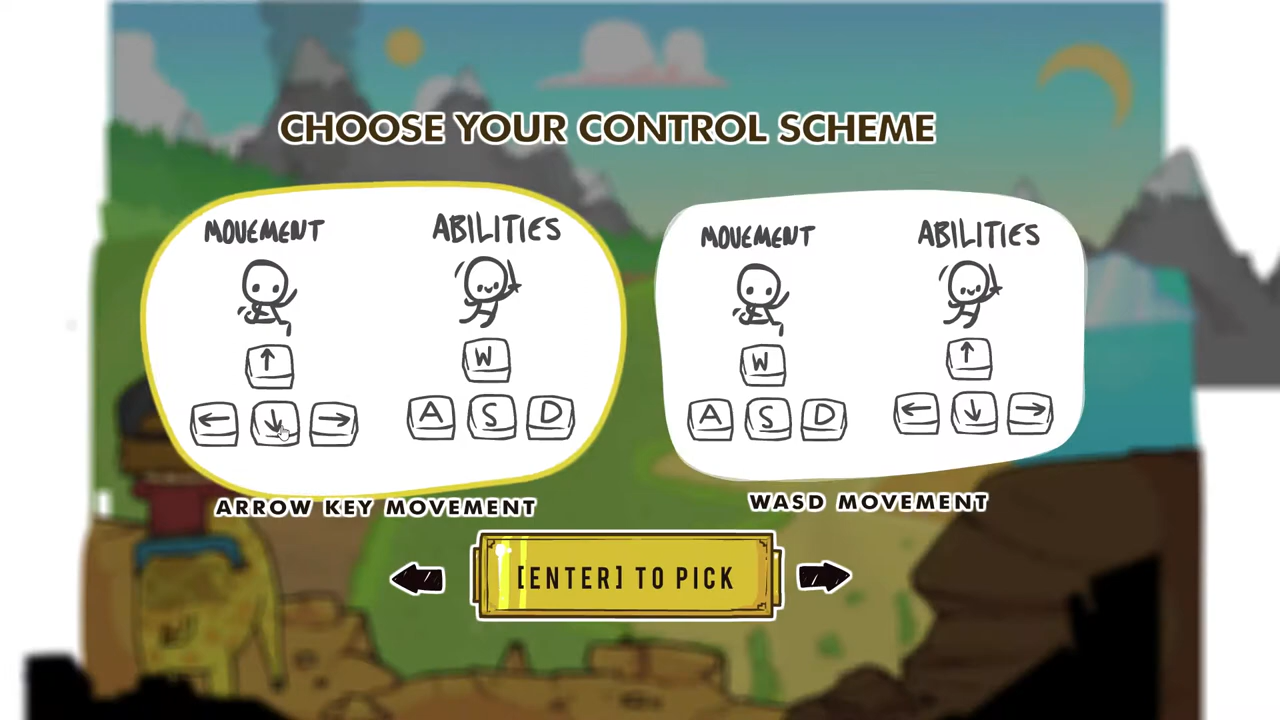 CHOOSE YOUR CONTROL SCHEME
MOVEMENT
ABILITIES
↑
W
← ↓ →
A S D
ARROW KEY MOVEMENT
MOVEMENT
ABILITIES
W
↑
A S D
← ↓ →
WASD MOVEMENT
[ENTER] TO PICK